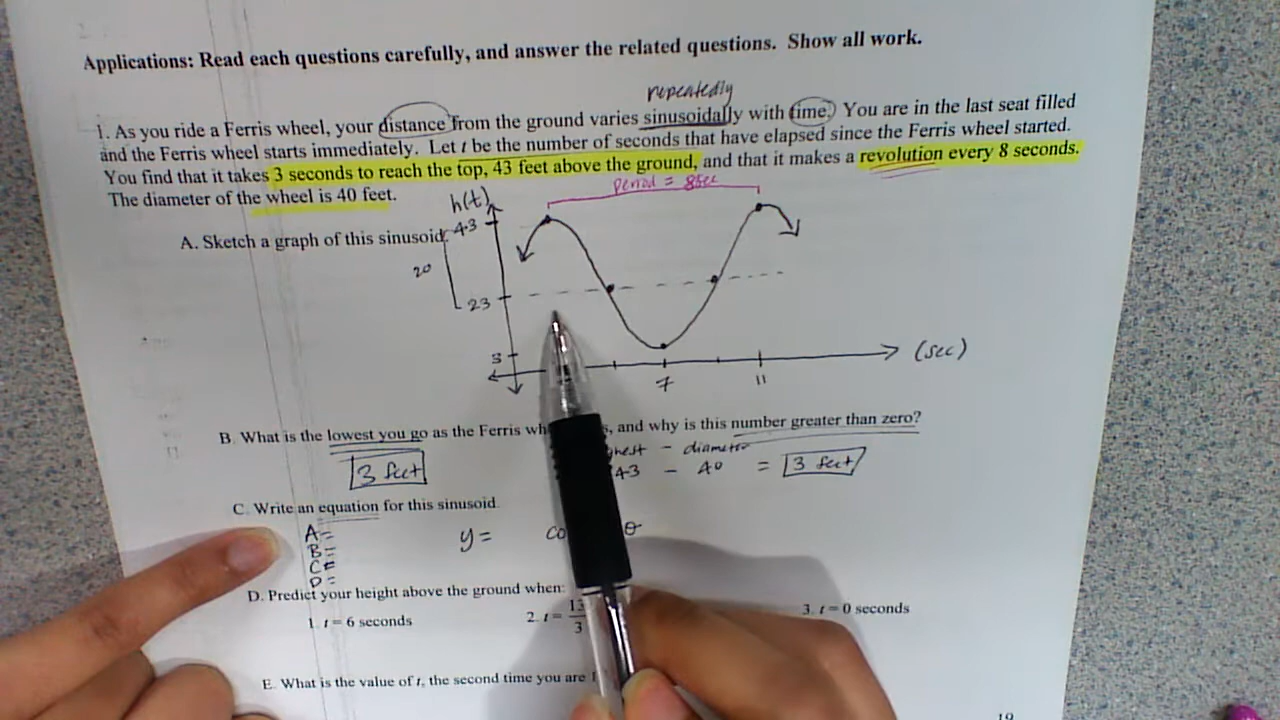 Applications: Read each questions carefully, and answer the related questions. Show all work.
repeatedly
1. As you ride a Ferris wheel, your distance from the ground varies sinusoidally with time. You are in the last seat filled
and the Ferris wheel starts immediately. Let t be the number of seconds that have elapsed since the Ferris wheel started.
You find that it takes 3 seconds to reach the top, 43 feet above the ground, and that it makes a revolution every 8 seconds.
The diameter of the wheel is 40 feet.
period = 8sec
h(t)
A. Sketch a graph of this sinusoid.
43
20
23
3
(sec)
7
11
B. What is the lowest you go as the Ferris wh , and why is this number greater than zero?
3 feet
ghest - diameter
43 - 40 = 3 feet
C. Write an equation for this sinusoid.
A=
B=
C=
D=
y= co θ
D. Predict your height above the ground when:
1. t = 6 seconds
2. t = 13/3
3. t = 0 seconds
E. What is the value of t, the second time you are
19